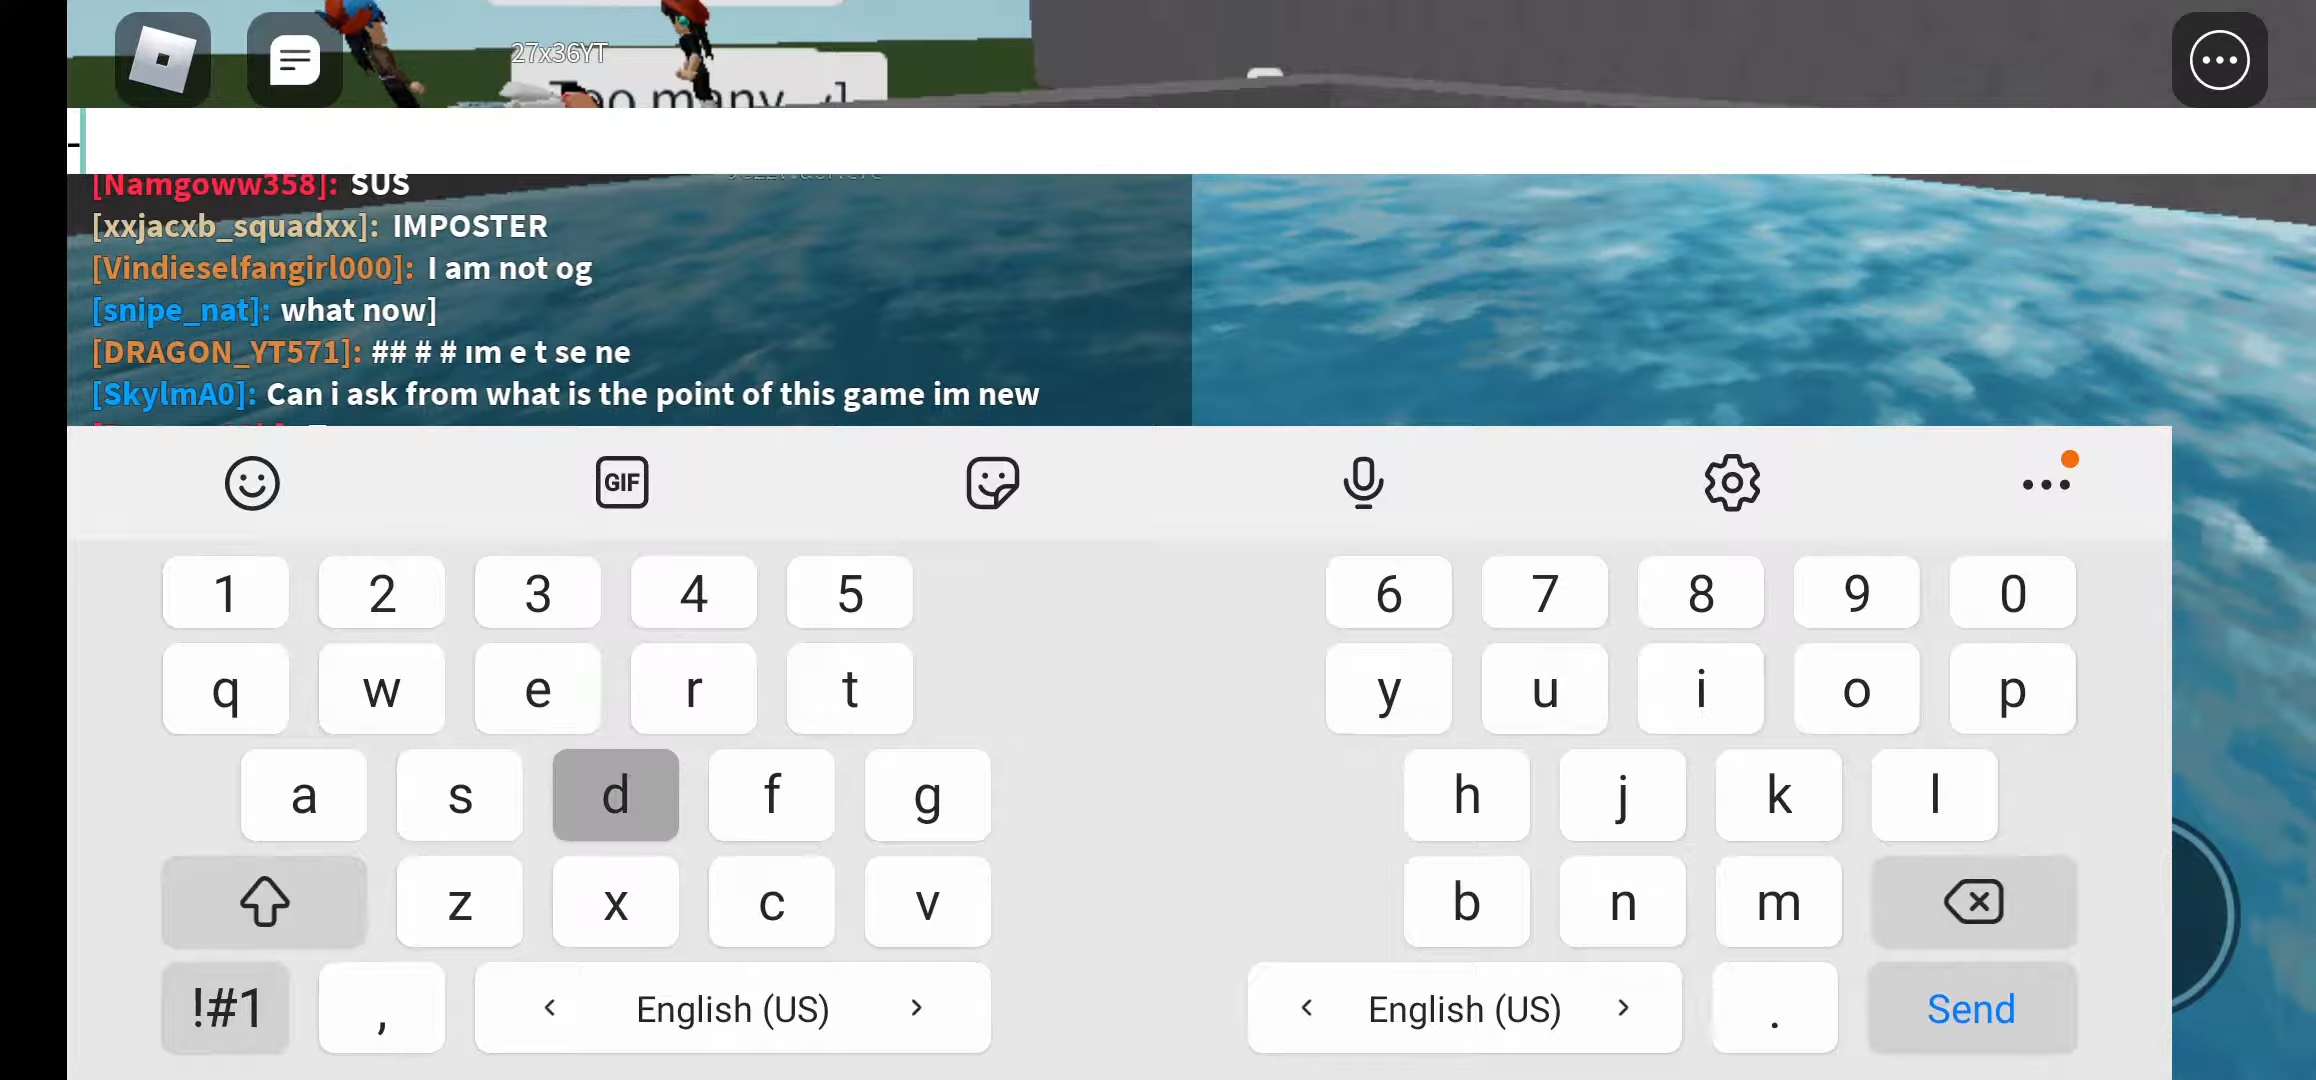 27x36YT
Too many
-
[Namgoww358]: SUS
[xxjacxb_squadxx]: IMPOSTER
[Vindieselfangirl000]: I am not og
[snipe_nat]: what now]
[DRAGON_YT571]: ## # # ım e t se ne
[SkylmA0]: Can i ask from what is the point of this game im new
GIF
1 2 3 4 5 6 7 8 9 0
q w e r t y u i o p
a s d f g h j k l
z x c v b n m
!#1 , < English (US) > < English (US) > . Send